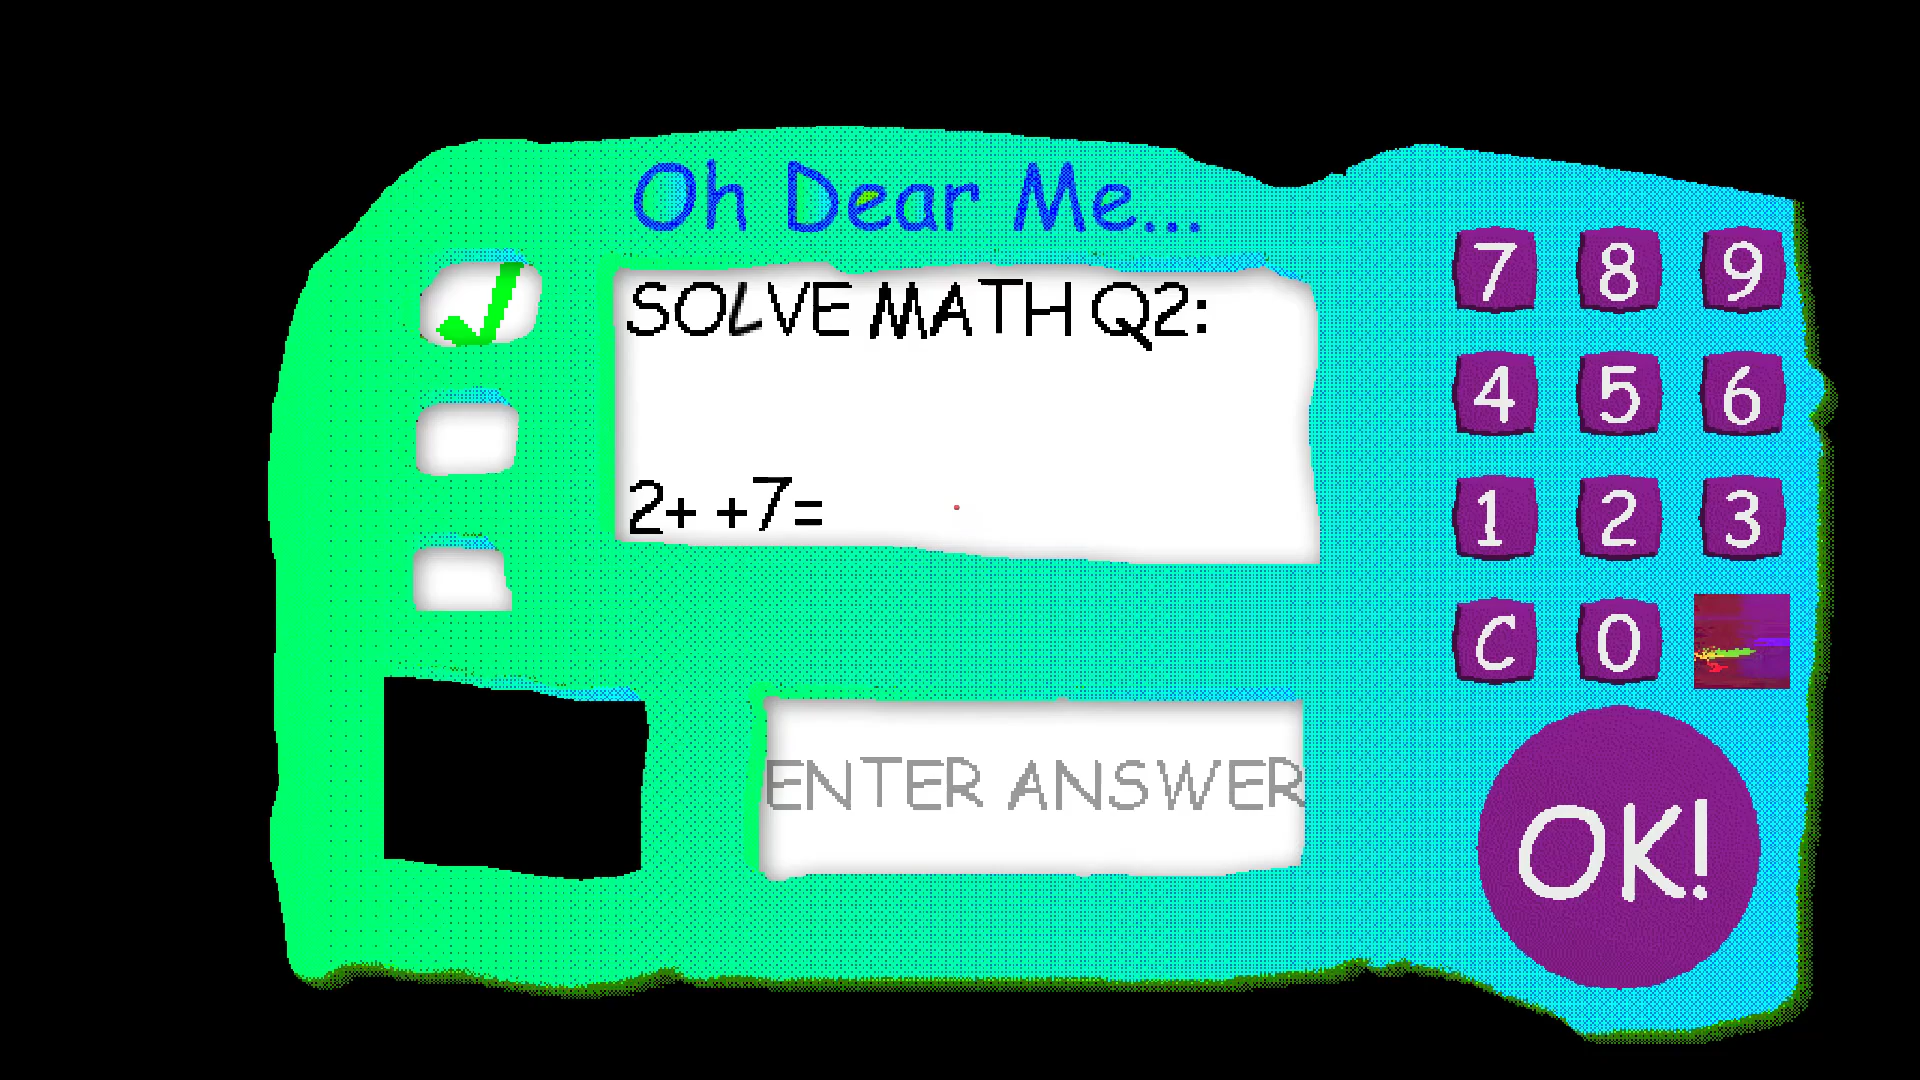 Oh Dear Me...
SOLVE MATH Q2:
2+ +7=
7 8 9
4 5 6
1 2 3
C 0
ENTER ANSWER
OK!